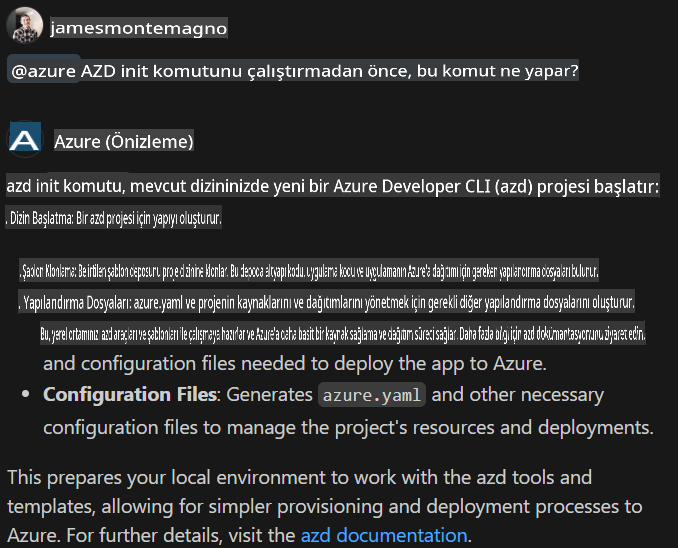 jamesmontemagno
@azure AZD init komutunu çalıştırmadan önce, bu komut ne yapar?
Azure (Önizleme)
azd init komutu, mevcut dizininizde yeni bir Azure Developer CLI (azd) projesi başlatır:
. Dizin Başlatma: Bir azd projesi için yapıyı oluşturur.
. Şablon Klonlama: Belirtilen şablon deposunu proje dizinine klonlar. Bu depoda altyapı kodu, uygulama kodu ve uygulamanın Azure'a dağıtımı için gereken yapılandırma dosyaları bulunur.
. Yapılandırma Dosyaları: azure.yaml ve projenin kaynaklarını ve dağıtımlarını yönetmek için gerekli diğer yapılandırma dosyalarını oluşturur.
Bu, yerel ortamınızı azd araçları ve şablonları ile çalışmaya hazırlar ve Azure'a daha basit bir kaynak sağlama ve dağıtım süreci sağlar. Daha fazla bilgi için azd dokümantasyonunu ziyaret edin.
and configuration files needed to deploy the app to Azure.
• Configuration Files: Generates azure.yaml and other necessary
configuration files to manage the project's resources and deployments.
This prepares your local environment to work with the azd tools and
templates, allowing for simpler provisioning and deployment processes to
Azure. For further details, visit the azd documentation.